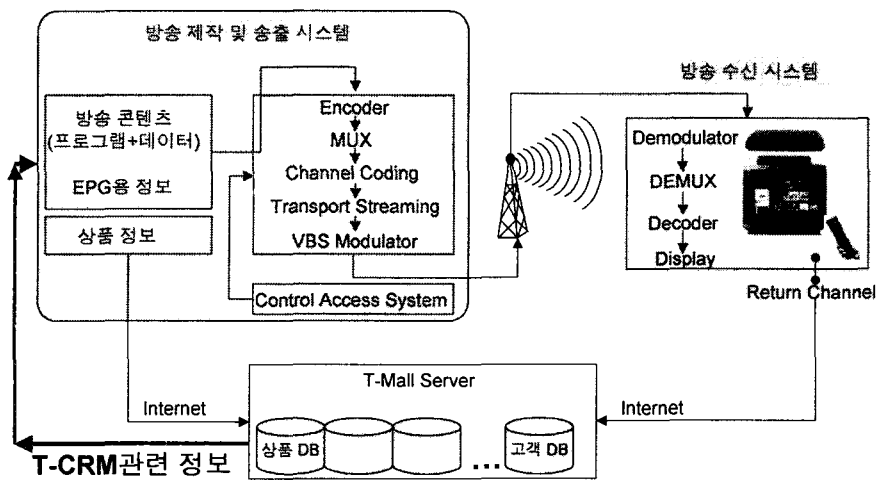 방송 제작 및 송출 시스템
방송 콘텐츠
(프로그램+데이터)
EPG용 정보
상품 정보
Encoder
MUX
Channel Coding
Transport Streaming
VBS Modulator
Control Access System
방송 수신 시스템
Demodulator
DEMUX
Decoder
Display
Return Channel
T-Mall Server
Internet
Internet
상품 DB
...
고객 DB
T-CRM관련 정보